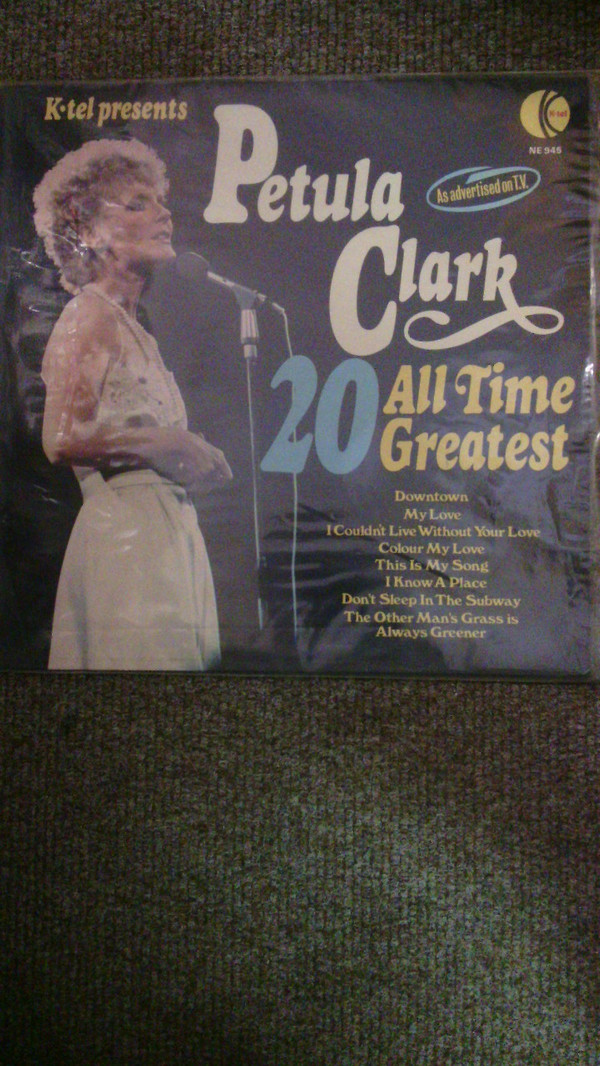 K-tel presents
K-tel
NE 945
Petula
As advertised on T.V.
Clark
20 All Time
Greatest
Downtown
My Love
I Couldn't Live Without Your Love
Colour My Love
This Is My Song
I Know A Place
Don't Sleep In The Subway
The Other Man's Grass is
Always Greener